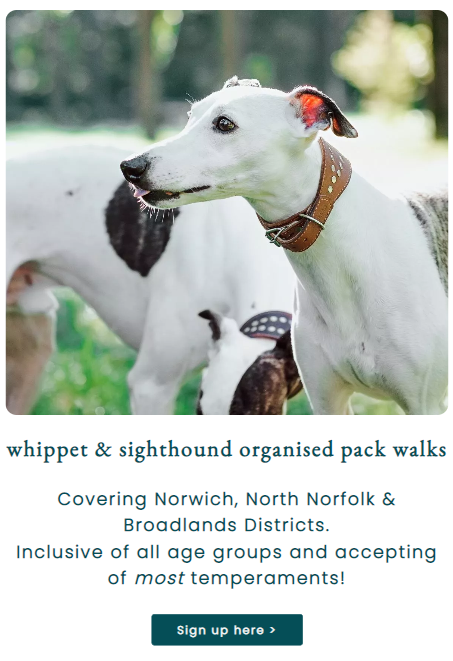 whippet & sighthound organised pack walks
Covering Norwich, North Norfolk &
Broadlands Districts.
Inclusive of all age groups and accepting
of most temperaments!
Sign up here >